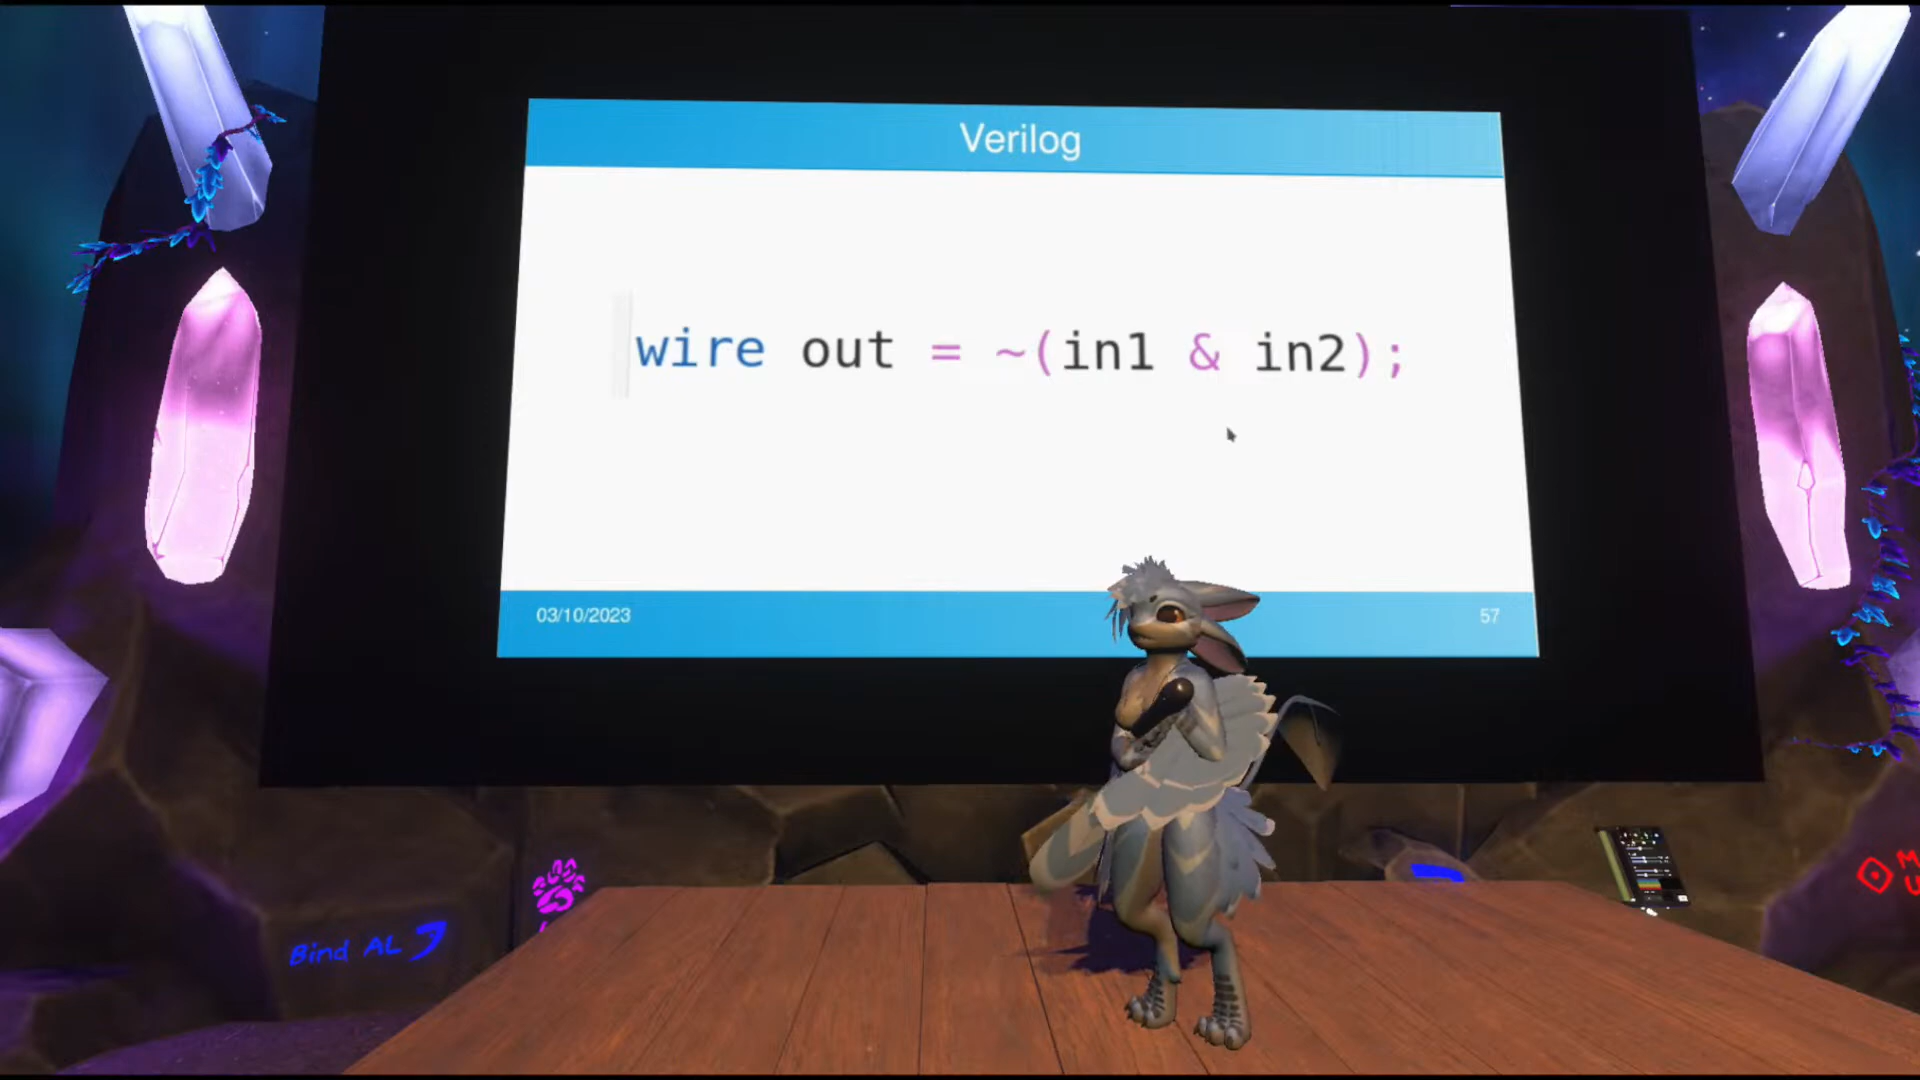 Verilog
wire out = ~(in1 & in2);
03/10/2023
57
Bind AL